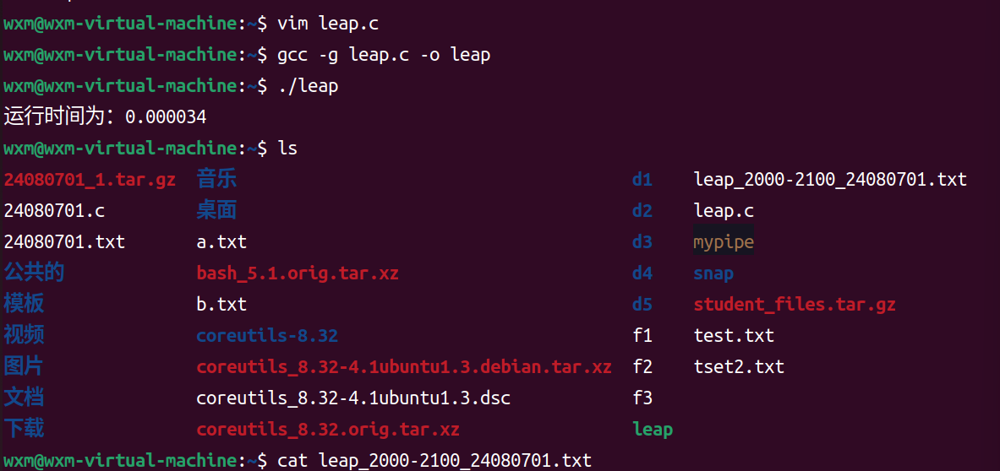 wxm@wxm-virtual-machine:~$ vim leap.c
wxm@wxm-virtual-machine:~$ gcc -g leap.c -o leap
wxm@wxm-virtual-machine:~$ ./leap
运行时间为：0.000034
wxm@wxm-virtual-machine:~$ ls
24080701_1.tar.gz 音乐 d1 leap_2000-2100_24080701.txt
24080701.c 桌面 d2 leap.c
24080701.txt a.txt d3 mypipe
公共的 bash_5.1.orig.tar.xz d4 snap
模板 b.txt d5 student_files.tar.gz
视频 coreutils-8.32 f1 test.txt
图片 coreutils_8.32-4.1ubuntu1.3.debian.tar.xz f2 tset2.txt
文档 coreutils_8.32-4.1ubuntu1.3.dsc f3
下载 coreutils_8.32.orig.tar.xz leap
wxm@wxm-virtual-machine:~$ cat leap_2000-2100_24080701.txt